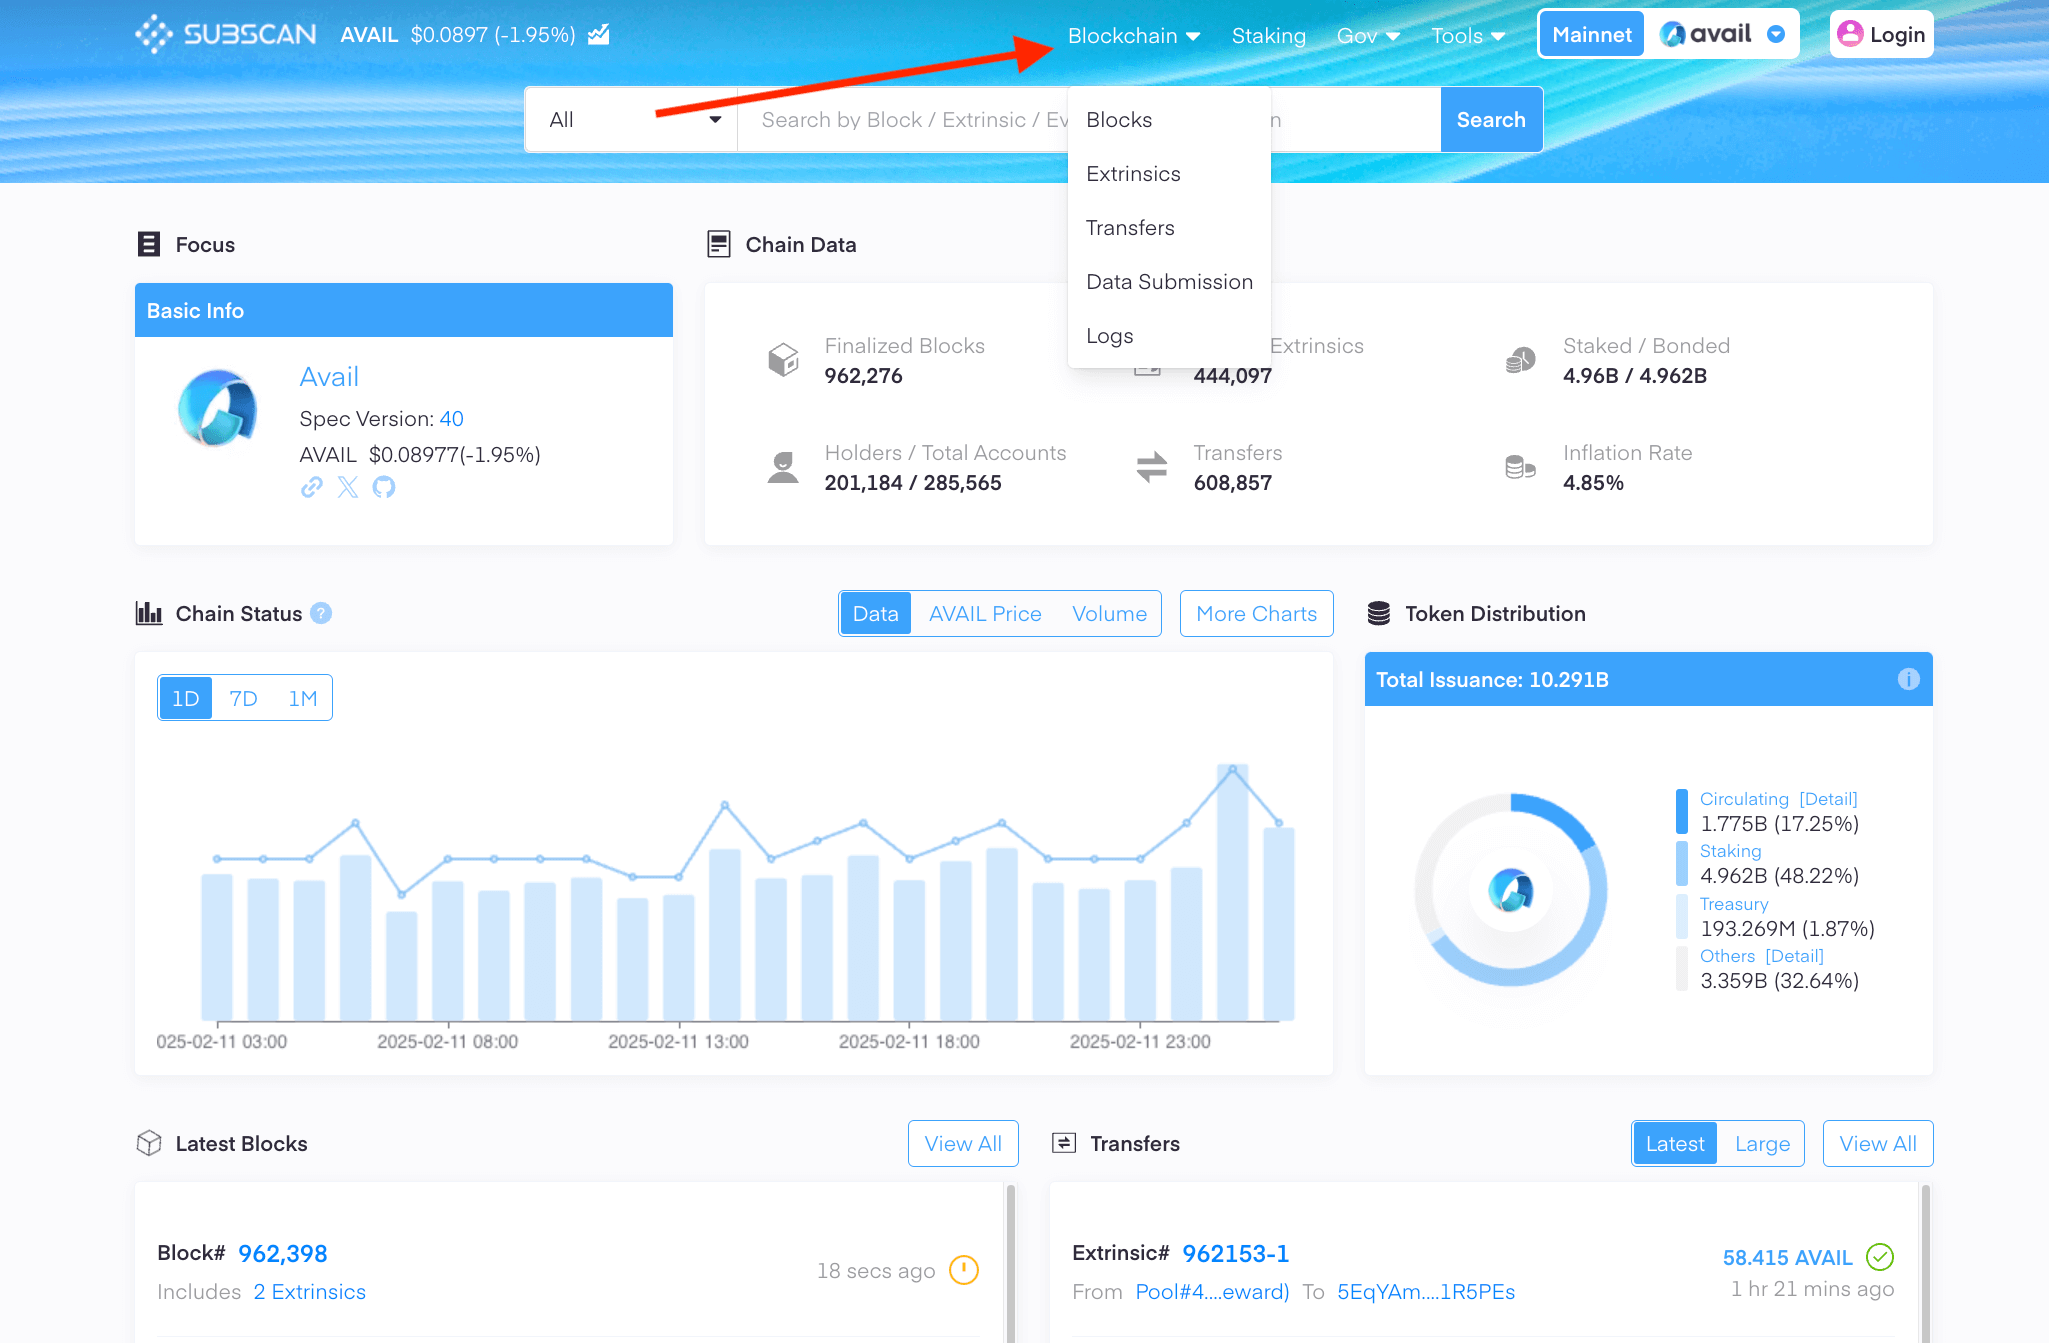 SUBSCAN AVAIL $0.0897 (-1.95%) Blockchain Staking Gov Tools Mainnet avail Login
All Search by Block / Extrinsic / Ev n Search
Blocks
Extrinsics
Transfers
Data Submission
Logs
Focus
Basic Info
Avail
Spec Version: 40
AVAIL $0.08977(-1.95%)
Chain Data
Finalized Blocks
962,276
Extrinsics
444,097
Staked / Bonded
4.96B / 4.962B
Holders / Total Accounts
201,184 / 285,565
Transfers
608,857
Inflation Rate
4.85%
Chain Status ? Data AVAIL Price Volume More Charts
1D 7D 1M
025-02-11 03:00 2025-02-11 08:00 2025-02-11 13:00 2025-02-11 18:00 2025-02-11 23:00
Token Distribution
Total Issuance: 10.291B
Circulating [Detail]
1.775B (17.25%)
Staking
4.962B (48.22%)
Treasury
193.269M (1.87%)
Others [Detail]
3.359B (32.64%)
Latest Blocks View All
Block# 962,398
18 secs ago
Includes 2 Extrinsics
Transfers Latest Large View All
Extrinsic# 962153-1
58.415 AVAIL
From Pool#4....eward) To 5EqYAm....1R5PEs
1 hr 21 mins ago